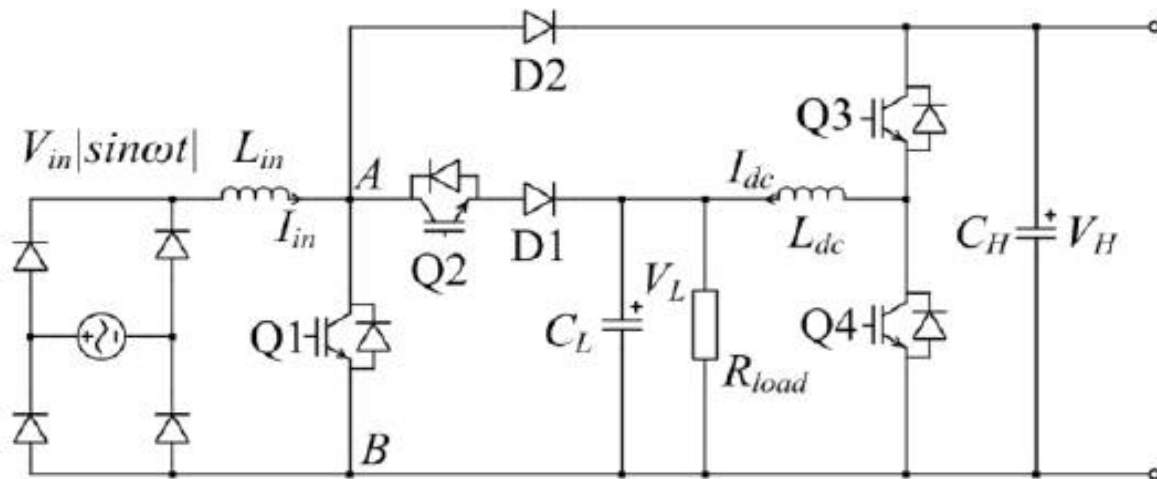 D2
Q3
V_in|sinωt|
L_in
A
I_dc
I_in
D1
L_dc
C_H
+
V_H
Q2
Q1
V_L
+
C_L
Q4
R_load
+
B